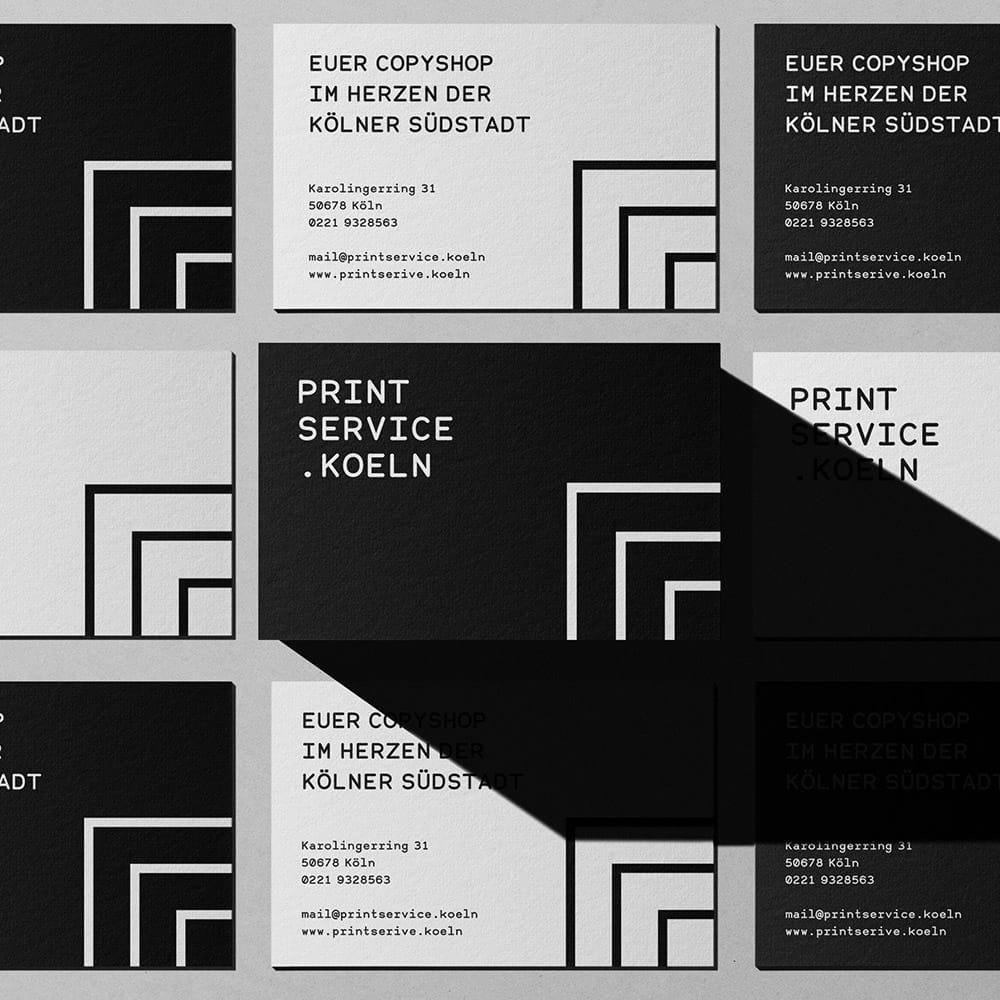 P
R
ADT
EUER COPYSHOP
IM HERZEN DER
KÖLNER SÜDSTADT
Karolingerring 31
50678 Köln
0221 9328563
mail@printservice.koeln
www.printserive.koeln
EUER COPYSHOP
IM HERZEN DER
KÖLNER SÜDSTADT
Karolingerring 31
50678 Köln
0221 9328563
mail@printservice.koeln
www.printserive.koeln
PRINT
SERVICE
.KOELN
PRINT
SERVICE
.KOELN
P
R
ADT
EUER COPYSHOP
IM HERZEN DER
KÖLNER SÜDSTADT
Karolingerring 31
50678 Köln
0221 9328563
mail@printservice.koeln
www.printserive.koeln
EUER COPYSHOP
IM HERZEN DER
KÖLNER SÜDSTADT
Karolingerring 31
50678 Köln
0221 9328563
mail@printservice.koeln
www.printserive.koeln